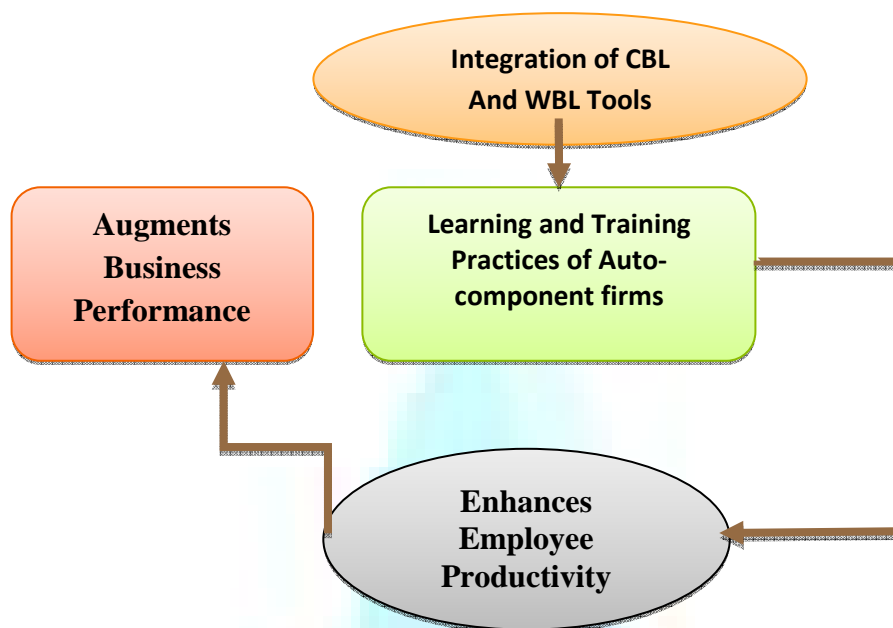 Integration of CBL
And WBL Tools
Learning and Training
Practices of Auto-
component firms
Enhances
Employee
Productivity
Augments
Business
Performance